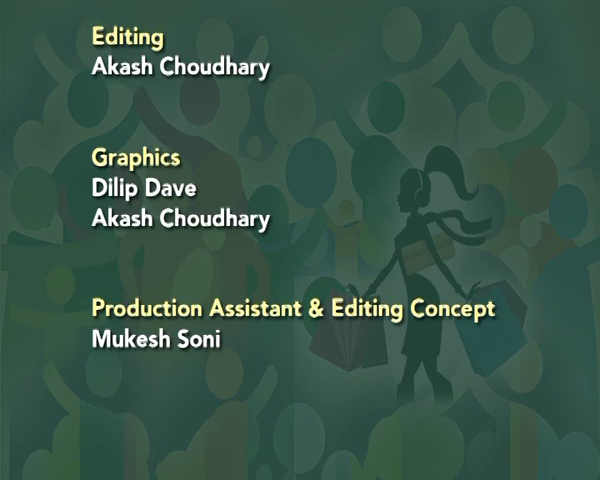 Editing
Akash Choudhary
Graphics
Dilip Dave
Akash Choudhary
Production Assistant & Editing Concept
Mukesh Soni